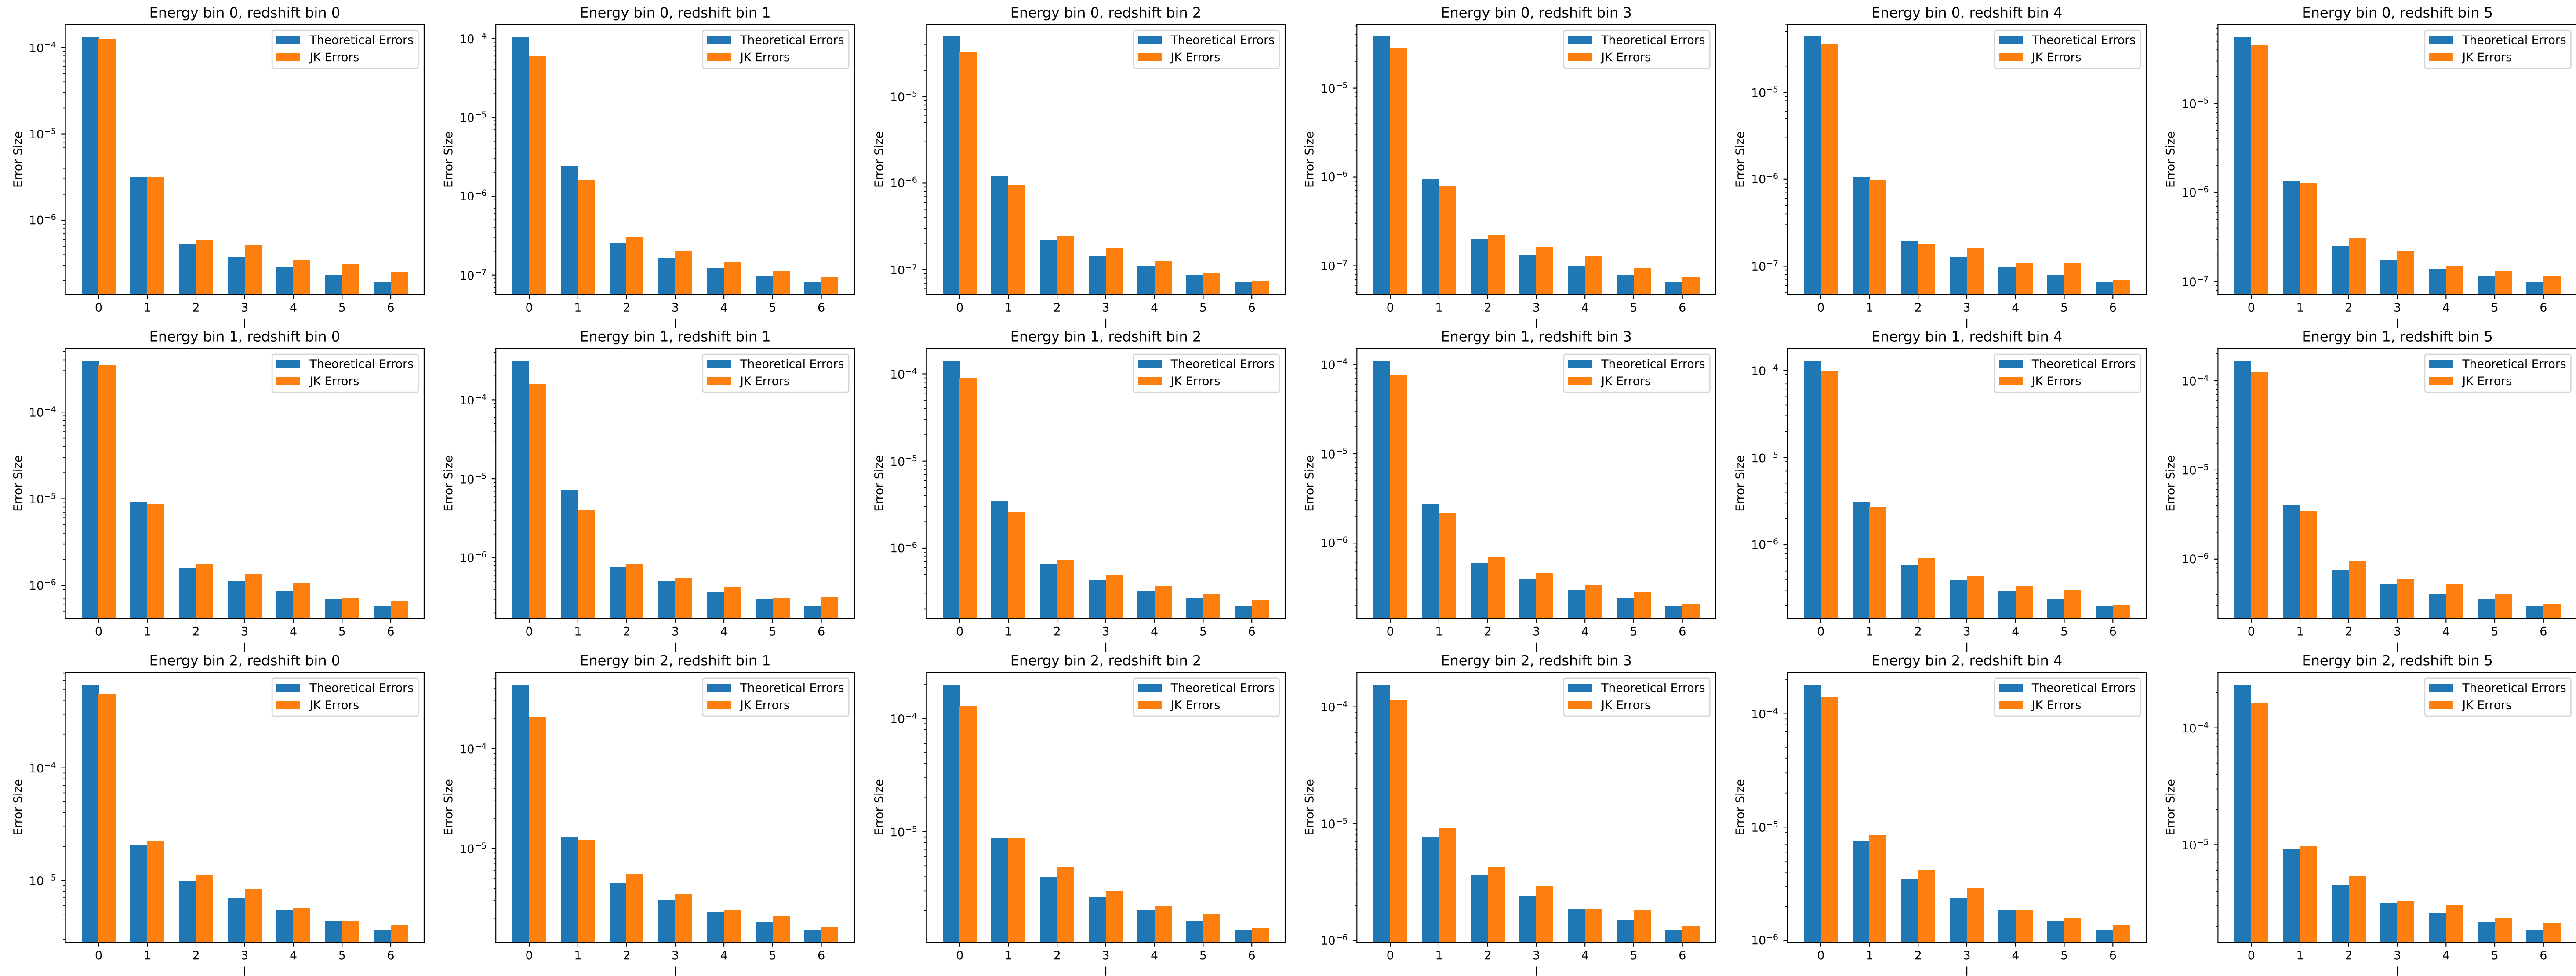 Energy bin 0, redshift bin 0
Theoretical Errors
JK Errors
Error Size
10⁻⁴
10⁻⁵
10⁻⁶
0 1 2 3 4 5 6
l
Energy bin 0, redshift bin 1
Theoretical Errors
JK Errors
Error Size
10⁻⁴
10⁻⁵
10⁻⁶
10⁻⁷
0 1 2 3 4 5 6
l
Energy bin 0, redshift bin 2
Theoretical Errors
JK Errors
Error Size
10⁻⁵
10⁻⁶
10⁻⁷
0 1 2 3 4 5 6
l
Energy bin 0, redshift bin 3
Theoretical Errors
JK Errors
Error Size
10⁻⁵
10⁻⁶
10⁻⁷
0 1 2 3 4 5 6
l
Energy bin 0, redshift bin 4
Theoretical Errors
JK Errors
Error Size
10⁻⁵
10⁻⁶
10⁻⁷
0 1 2 3 4 5 6
l
Energy bin 0, redshift bin 5
Theoretical Errors
JK Errors
Error Size
10⁻⁵
10⁻⁶
10⁻⁷
0 1 2 3 4 5 6
l
Energy bin 1, redshift bin 0
Theoretical Errors
JK Errors
Error Size
10⁻⁴
10⁻⁵
10⁻⁶
0 1 2 3 4 5 6
l
Energy bin 1, redshift bin 1
Theoretical Errors
JK Errors
Error Size
10⁻⁴
10⁻⁵
10⁻⁶
0 1 2 3 4 5 6
l
Energy bin 1, redshift bin 2
Theoretical Errors
JK Errors
Error Size
10⁻⁴
10⁻⁵
10⁻⁶
0 1 2 3 4 5 6
l
Energy bin 1, redshift bin 3
Theoretical Errors
JK Errors
Error Size
10⁻⁴
10⁻⁵
10⁻⁶
0 1 2 3 4 5 6
l
Energy bin 1, redshift bin 4
Theoretical Errors
JK Errors
Error Size
10⁻⁴
10⁻⁵
10⁻⁶
0 1 2 3 4 5 6
l
Energy bin 1, redshift bin 5
Theoretical Errors
JK Errors
Error Size
10⁻⁴
10⁻⁵
10⁻⁶
0 1 2 3 4 5 6
l
Energy bin 2, redshift bin 0
Theoretical Errors
JK Errors
Error Size
10⁻⁴
10⁻⁵
0 1 2 3 4 5 6
l
Energy bin 2, redshift bin 1
Theoretical Errors
JK Errors
Error Size
10⁻⁴
10⁻⁵
0 1 2 3 4 5 6
l
Energy bin 2, redshift bin 2
Theoretical Errors
JK Errors
Error Size
10⁻⁴
10⁻⁵
0 1 2 3 4 5 6
l
Energy bin 2, redshift bin 3
Theoretical Errors
JK Errors
Error Size
10⁻⁴
10⁻⁵
10⁻⁶
0 1 2 3 4 5 6
l
Energy bin 2, redshift bin 4
Theoretical Errors
JK Errors
Error Size
10⁻⁴
10⁻⁵
10⁻⁶
0 1 2 3 4 5 6
l
Energy bin 2, redshift bin 5
Theoretical Errors
JK Errors
Error Size
10⁻⁴
10⁻⁵
0 1 2 3 4 5 6
l